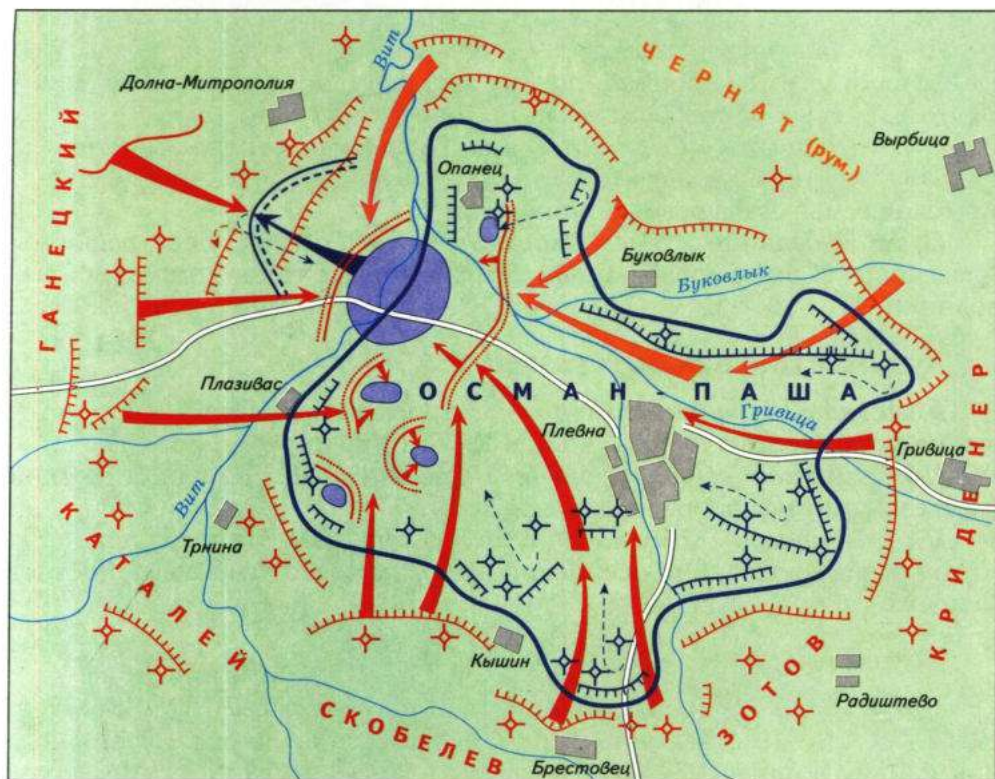 Вит
ЧЕРНАТ (рум.)
Долна-Митрополия
Вырбица
ГАНЕЦКИЙ
Опанец
Буковлык
Буковлык
Плазивас
ОСМАН-ПАША
Гривица
Плевна
Гривица
КРИДЕНЕР
Вит
КАТАЛЕЙ
Трнина
Кышин
ЗОТОВ
Радиштево
СКОБЕЛЕВ
Брестовец